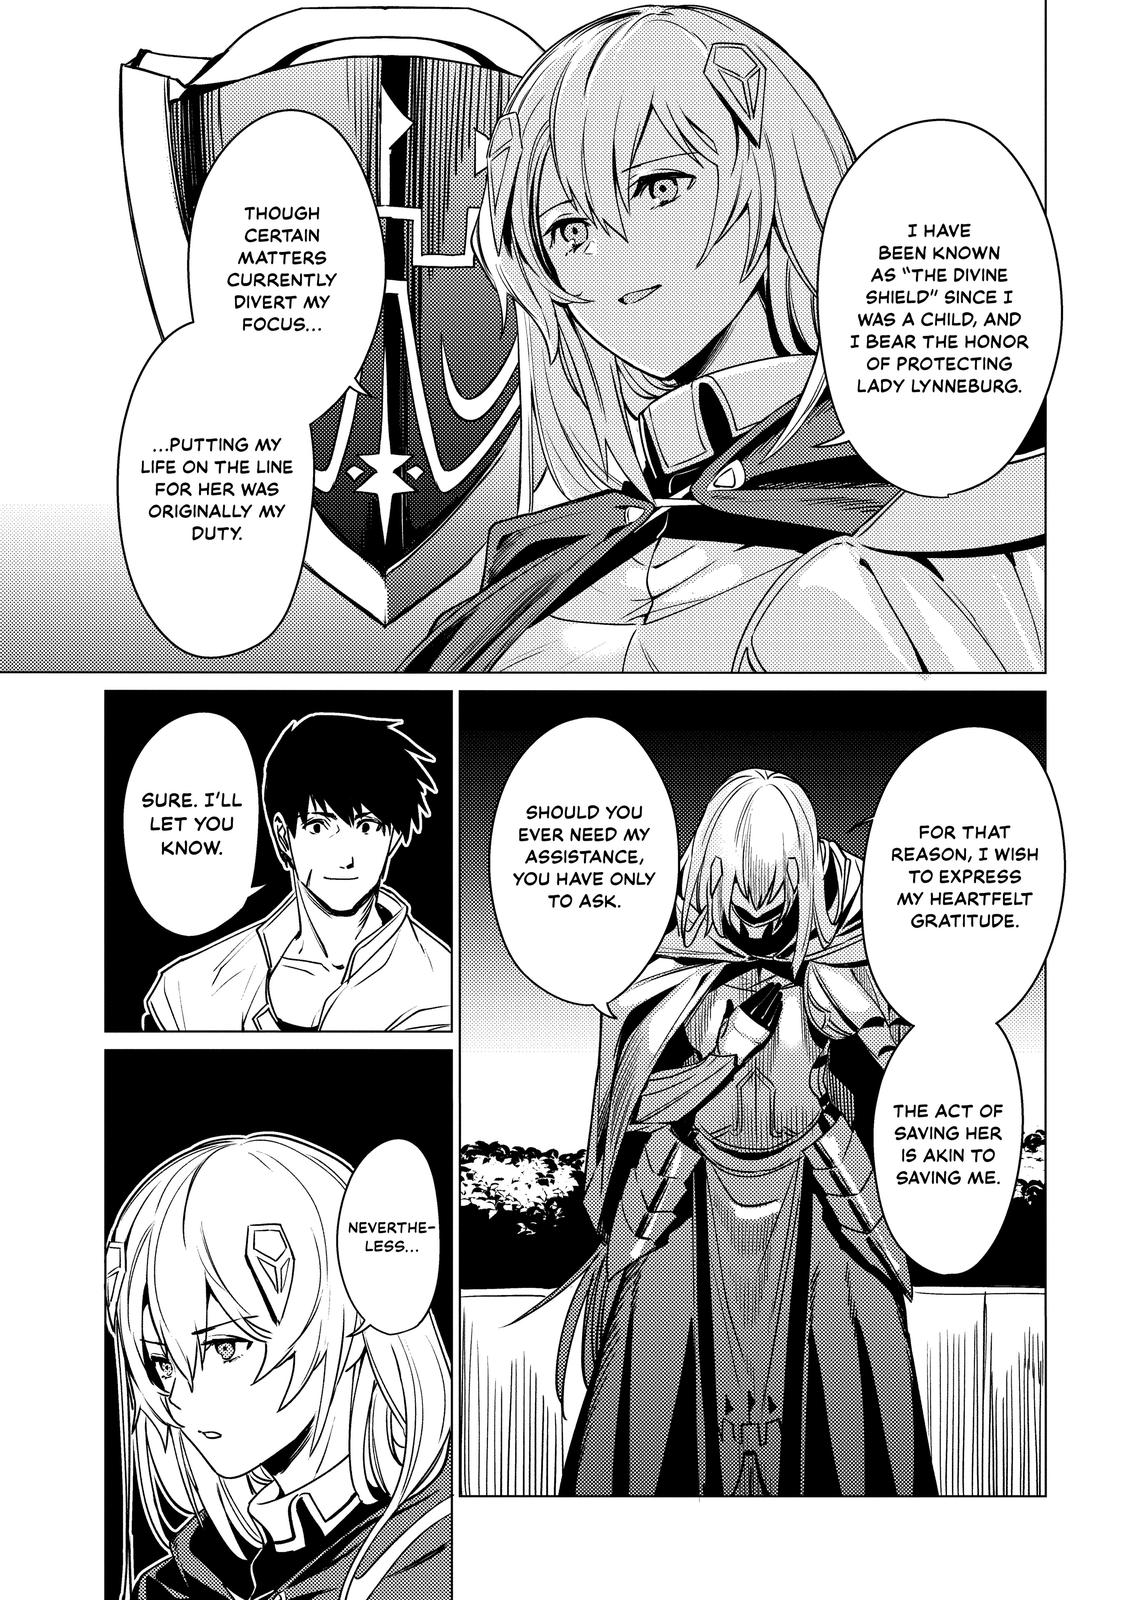 I HAVE
BEEN KNOWN
AS "THE DIVINE
SHIELD" SINCE I
WAS A CHILD, AND
I BEAR THE HONOR
OF PROTECTING
LADY LYNNEBURG.
THOUGH
CERTAIN
MATTERS
CURRENTLY
DIVERT MY
FOCUS...
...PUTTING MY
LIFE ON THE LINE
FOR HER WAS
ORIGINALLY MY
DUTY.
FOR THAT
REASON, I WISH
TO EXPRESS
MY HEARTFELT
GRATITUDE.
THE ACT OF
SAVING HER
IS AKIN TO
SAVING ME.
SHOULD YOU
EVER NEED MY
ASSISTANCE,
YOU HAVE ONLY
TO ASK.
SURE. I'LL
LET YOU
KNOW.
NEVERTHE-
LESS...